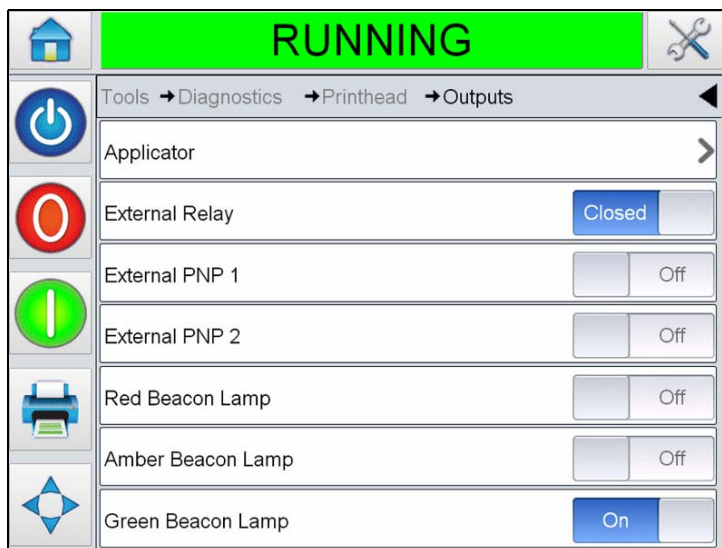 RUNNING
Tools ➔ Diagnostics ➔ Printhead ➔ Outputs
Applicator
External Relay Closed
External PNP 1 Off
External PNP 2 Off
Red Beacon Lamp Off
Amber Beacon Lamp Off
Green Beacon Lamp On